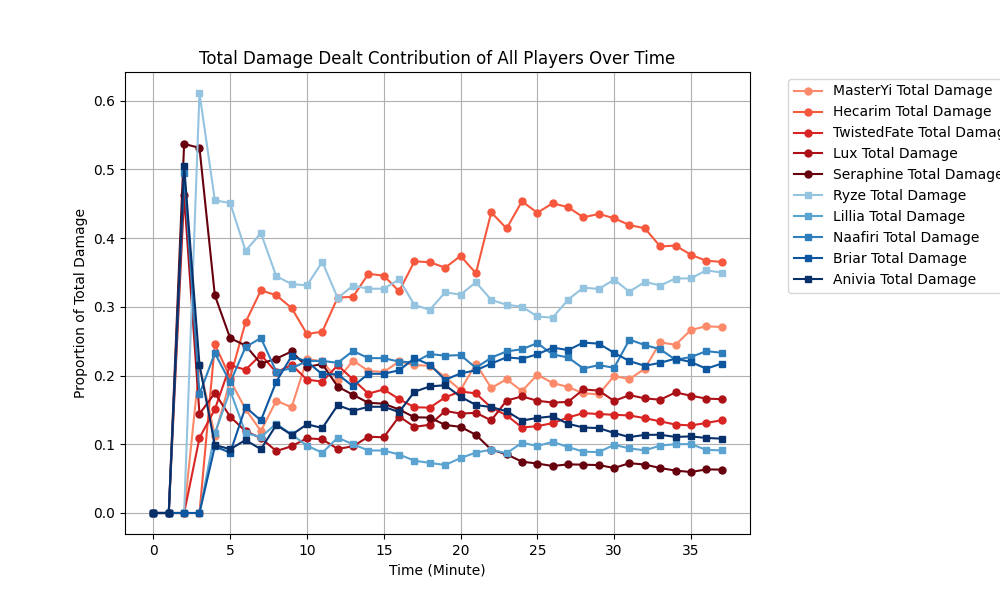 Total Damage Dealt Contribution of All Players Over Time
Proportion of Total Damage
0.6
0.5
0.4
0.3
0.2
0.1
0.0
0 5 10 15 20 25 30 35
Time (Minute)
MasterYi Total Damage
Hecarim Total Damage
TwistedFate Total Damag
Lux Total Damage
Seraphine Total Damage
Ryze Total Damage
Lillia Total Damage
Naafiri Total Damage
Briar Total Damage
Anivia Total Damage